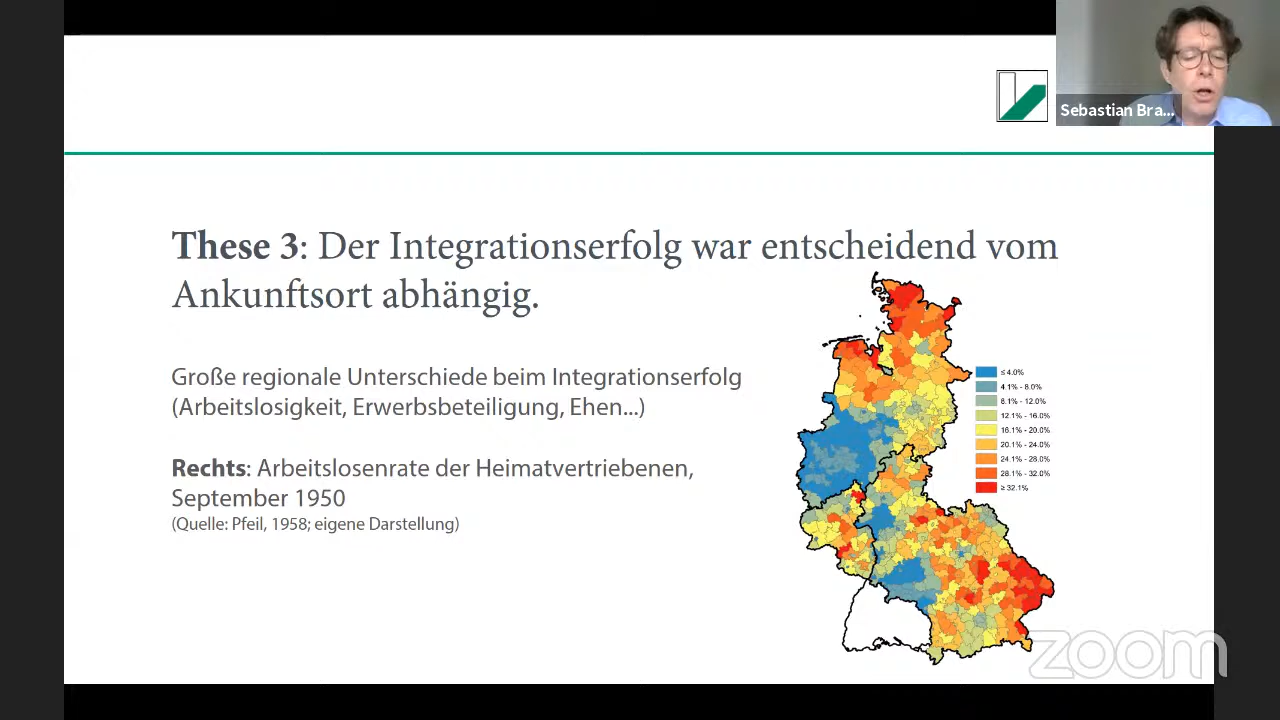 Sebastian Bra...
These 3: Der Integrationserfolg war entscheidend vom
Ankunftsort abhängig.
Große regionale Unterschiede beim Integrationserfolg
(Arbeitslosigkeit, Erwerbsbeteiligung, Ehen...)
Rechts: Arbeitslosenrate der Heimatvertriebenen,
September 1950
(Quelle: Pfeil, 1958; eigene Darstellung)
≤ 4.0%
4.1% - 8.0%
8.1% - 12.0%
12.1% - 16.0%
16.1% - 20.0%
20.1% - 24.0%
24.1% - 28.0%
28.1% - 32.0%
≥ 32.1%
zoom